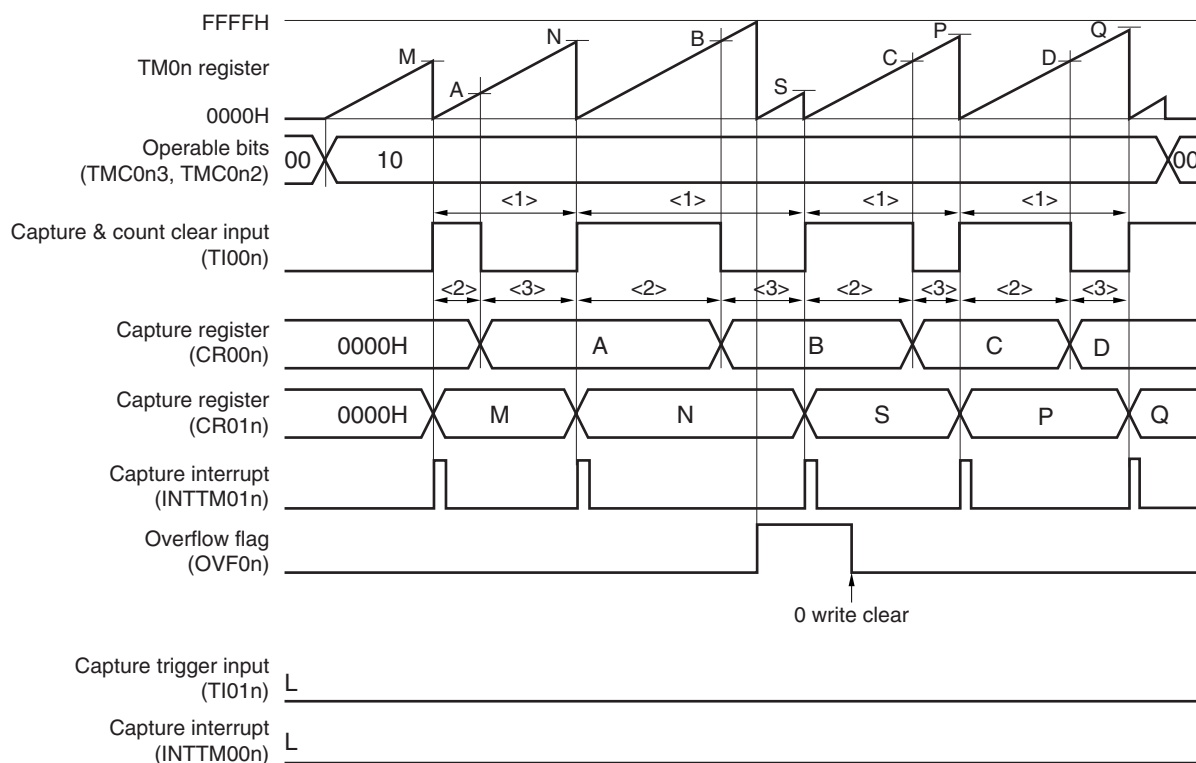 FFFFH
TM0n register
0000H
M
A
N
B
S
C
P
D
Q
Operable bits
(TMC0n3, TMC0n2)
00
10
00
<1>
<1>
<1>
<1>
Capture & count clear input
(TI00n)
<2>
<3>
<2>
<3>
<2>
<3>
<2>
<3>
Capture register
(CR00n)
0000H
A
B
C
D
Capture register
(CR01n)
0000H
M
N
S
P
Q
Capture interrupt
(INTTM01n)
Overflow flag
(OVF0n)
0 write clear
Capture trigger input
(TI01n)
L
Capture interrupt
(INTTM00n)
L